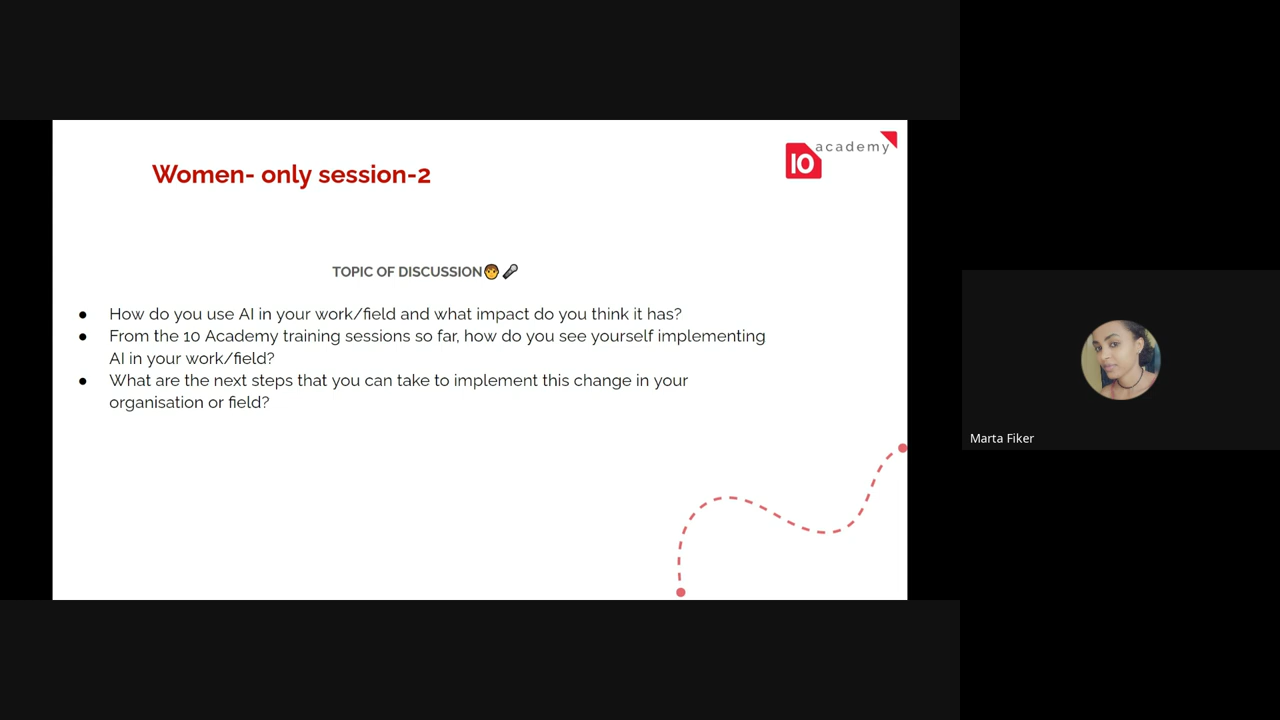 10 academy
Women- only session-2
TOPIC OF DISCUSSION🧑🎤
● How do you use AI in your work/field and what impact do you think it has?
● From the 10 Academy training sessions so far, how do you see yourself implementing
AI in your work/field?
● What are the next steps that you can take to implement this change in your
organisation or field?
Marta Fiker